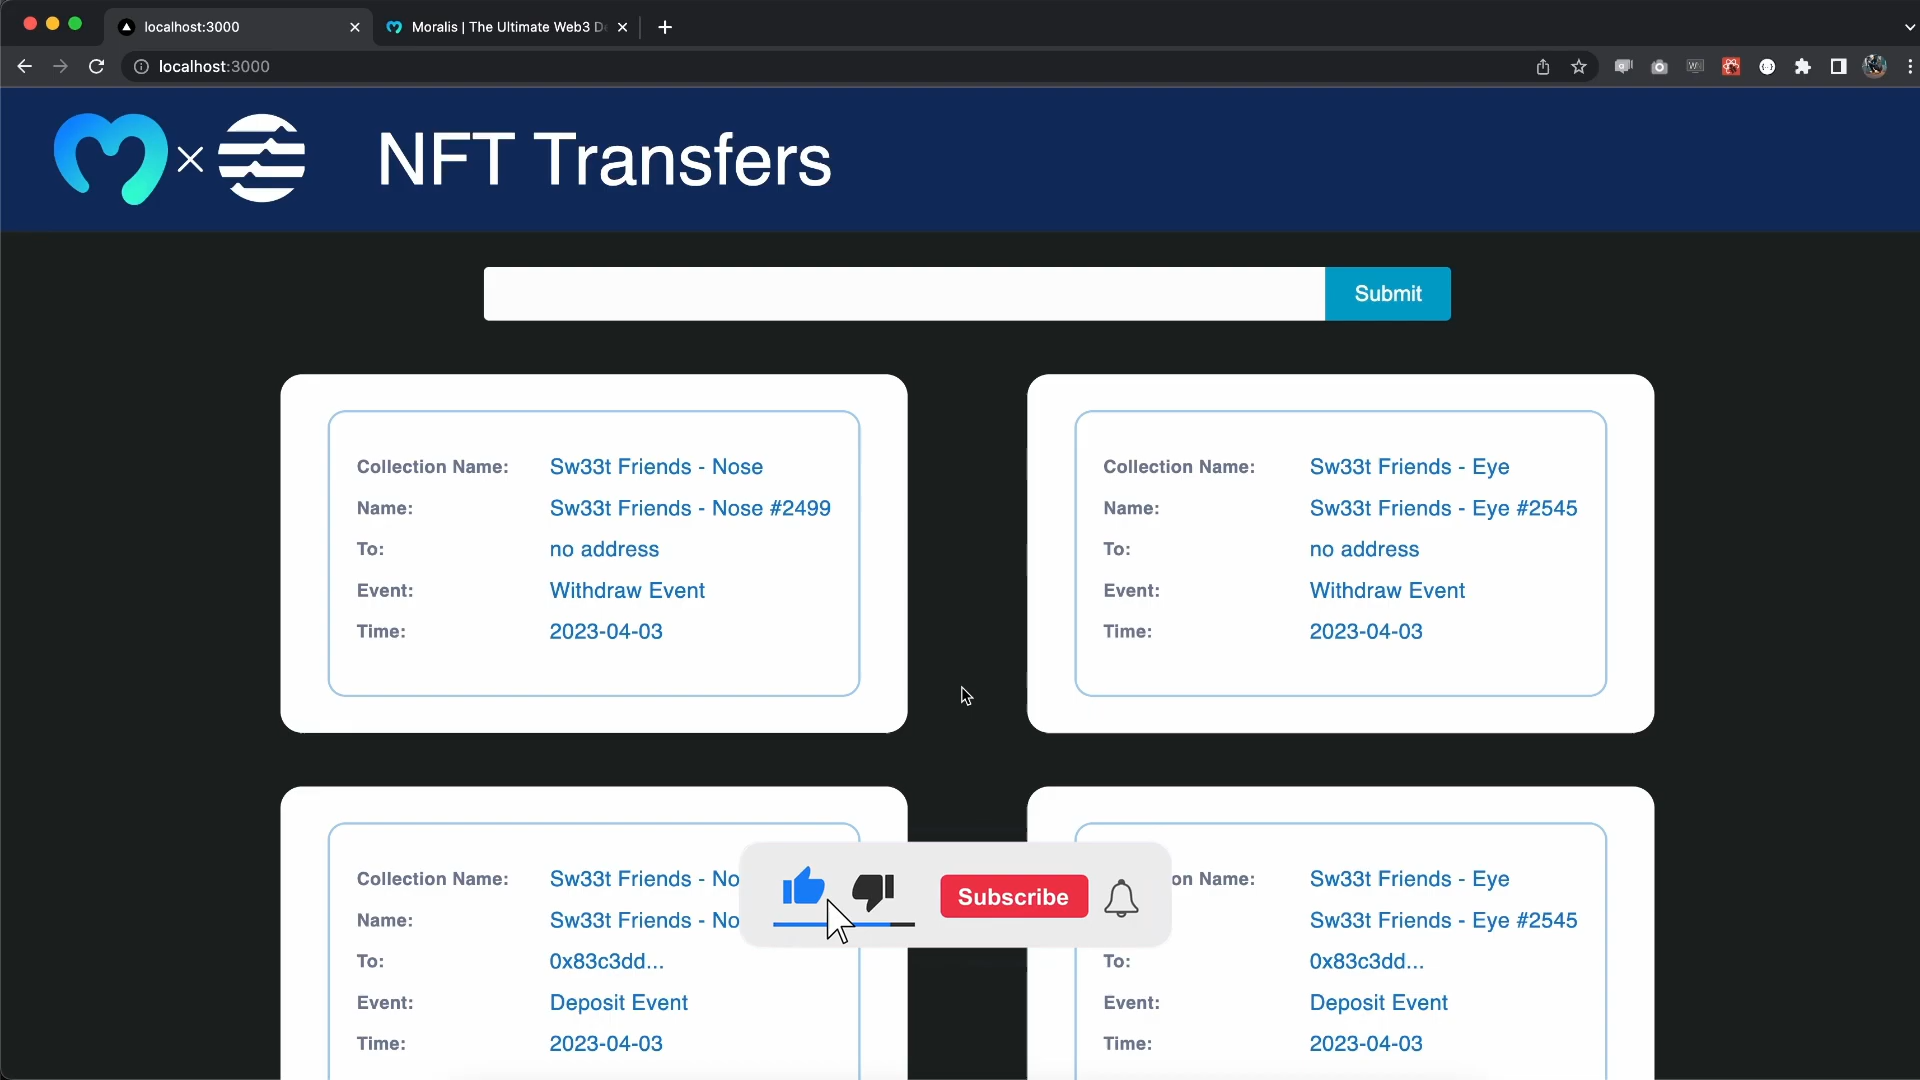 localhost:3000
Moralis | The Ultimate Web3 D
localhost:3000
NFT Transfers
Submit
Collection Name: Sw33t Friends - Nose
Name: Sw33t Friends - Nose #2499
To: no address
Event: Withdraw Event
Time: 2023-04-03
Collection Name: Sw33t Friends - Eye
Name: Sw33t Friends - Eye #2545
To: no address
Event: Withdraw Event
Time: 2023-04-03
Collection Name: Sw33t Friends - No
Name: Sw33t Friends - No
To: 0x83c3dd...
Event: Deposit Event
Time: 2023-04-03
Subscribe
on Name: Sw33t Friends - Eye
Sw33t Friends - Eye #2545
To: 0x83c3dd...
Event: Deposit Event
Time: 2023-04-03